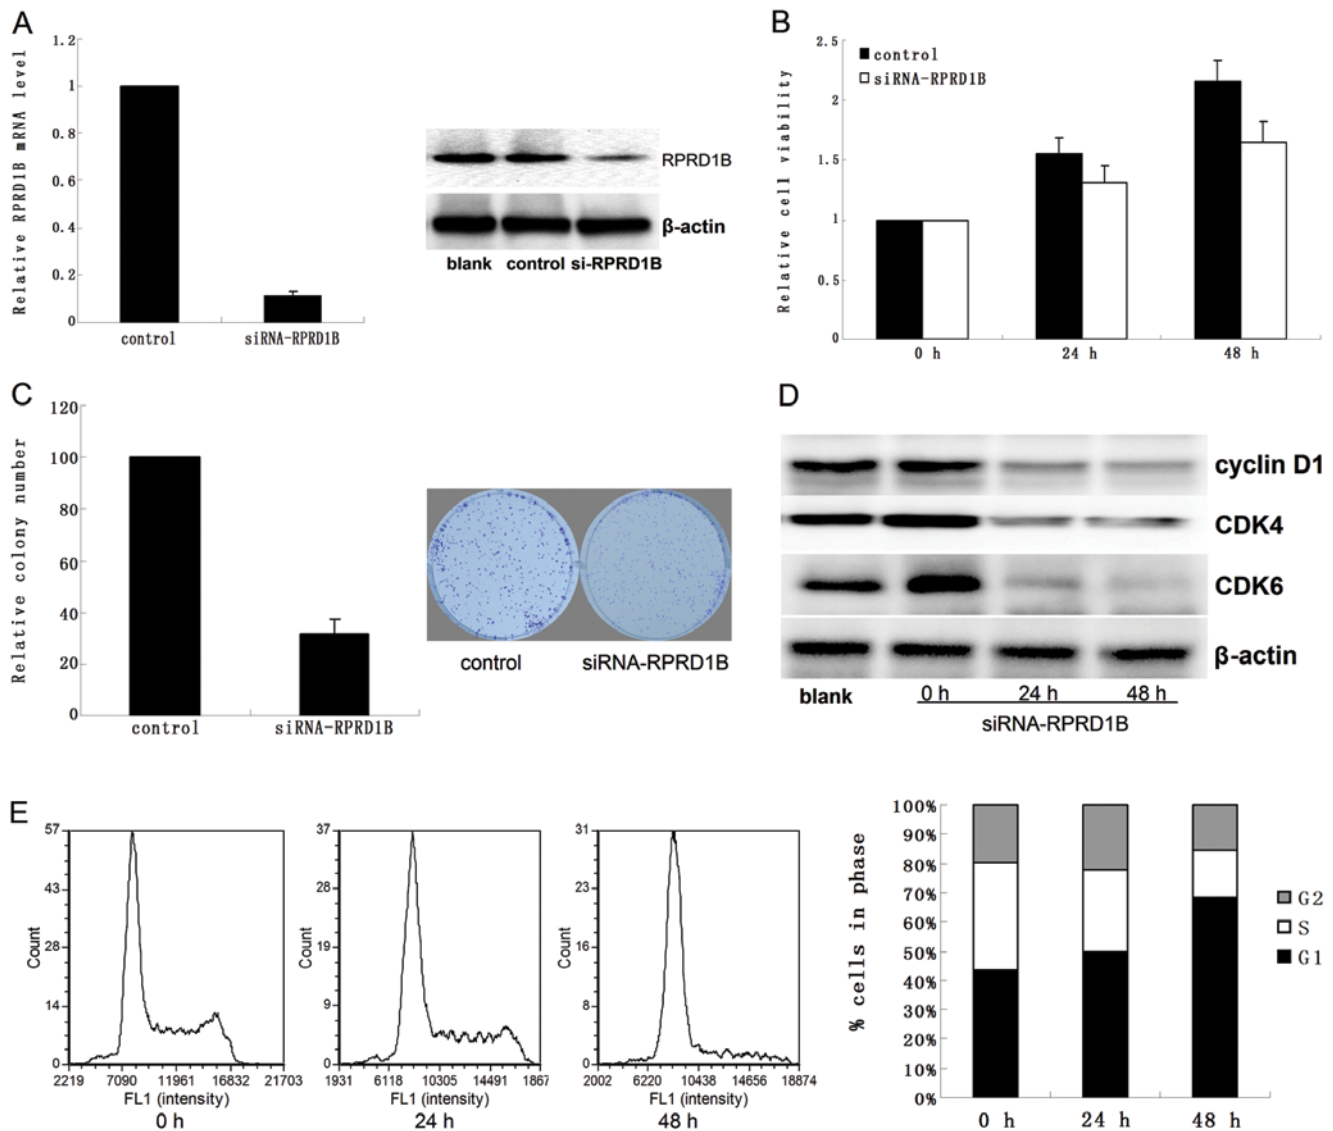 A
Relative RPRD1B mRNA level
1.2
1
0.8
0.6
0.4
0.2
0
control
siRNA-RPRD1B
RPRD1B
β-actin
blank control si-RPRD1B
B
Relative cell viability
2.5
2
1.5
1
0.5
0
control
siRNA-RPRD1B
0 h
24 h
48 h
C
Relative colony number
120
100
80
60
40
20
0
control
siRNA-RPRD1B
control
siRNA-RPRD1B
D
cyclin D1
CDK4
CDK6
β-actin
blank
0 h
24 h
48 h
siRNA-RPRD1B
E
Count
57
43
28
14
0
2219 7090 11961 16832 21703
FL1 (intensity)
0 h
Count
37
28
19
9
0
1931 6118 10305 14491 1867
FL1 (intensity)
24 h
Count
31
23
16
8
0
2002 6220 10438 14656 18874
FL1 (intensity)
48 h
% cells in phase
100%
90%
80%
70%
60%
50%
40%
30%
20%
10%
0%
0 h
24 h
48 h
G2
S
G1